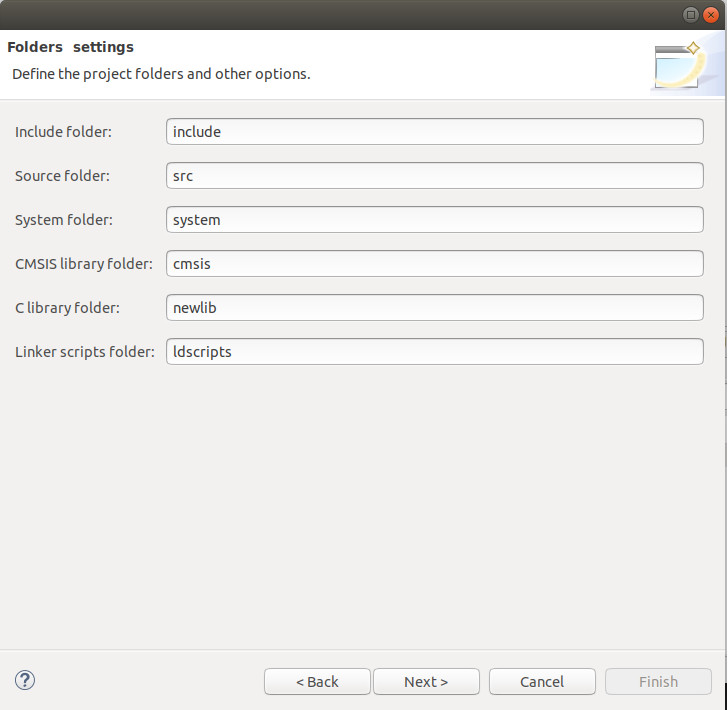 Folders settings
Define the project folders and other options.
Include folder: include
Source folder: src
System folder: system
CMSIS library folder: cmsis
C library folder: newlib
Linker scripts folder: ldscripts
? < Back Next > Cancel Finish